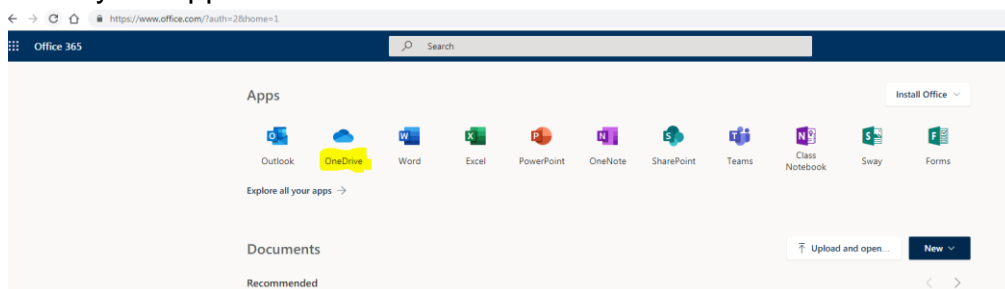 https://www.office.com/?auth=2&home=1
Office 365
Search
Apps
Install Office
Outlook OneDrive Word Excel PowerPoint OneNote SharePoint Teams Class Notebook Sway Forms
Explore all your apps →
Documents
Upload and open...
New
Recommended